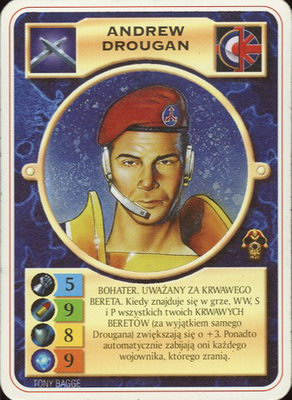 ANDREW
DROUGAN
5
9
8
9
BOHATER. UWAŻANY ZA KRWAWEGO
BERETA. Kiedy znajduje się w grze, WW, S
i P wszystkich twoich KRWAWYCH
BERETÓW (za wyjątkiem samego
Drougana) zwiększają się o +3. Ponadto
automatycznie zabijają oni każdego
wojownika, którego zranią.
TONY BAGGE